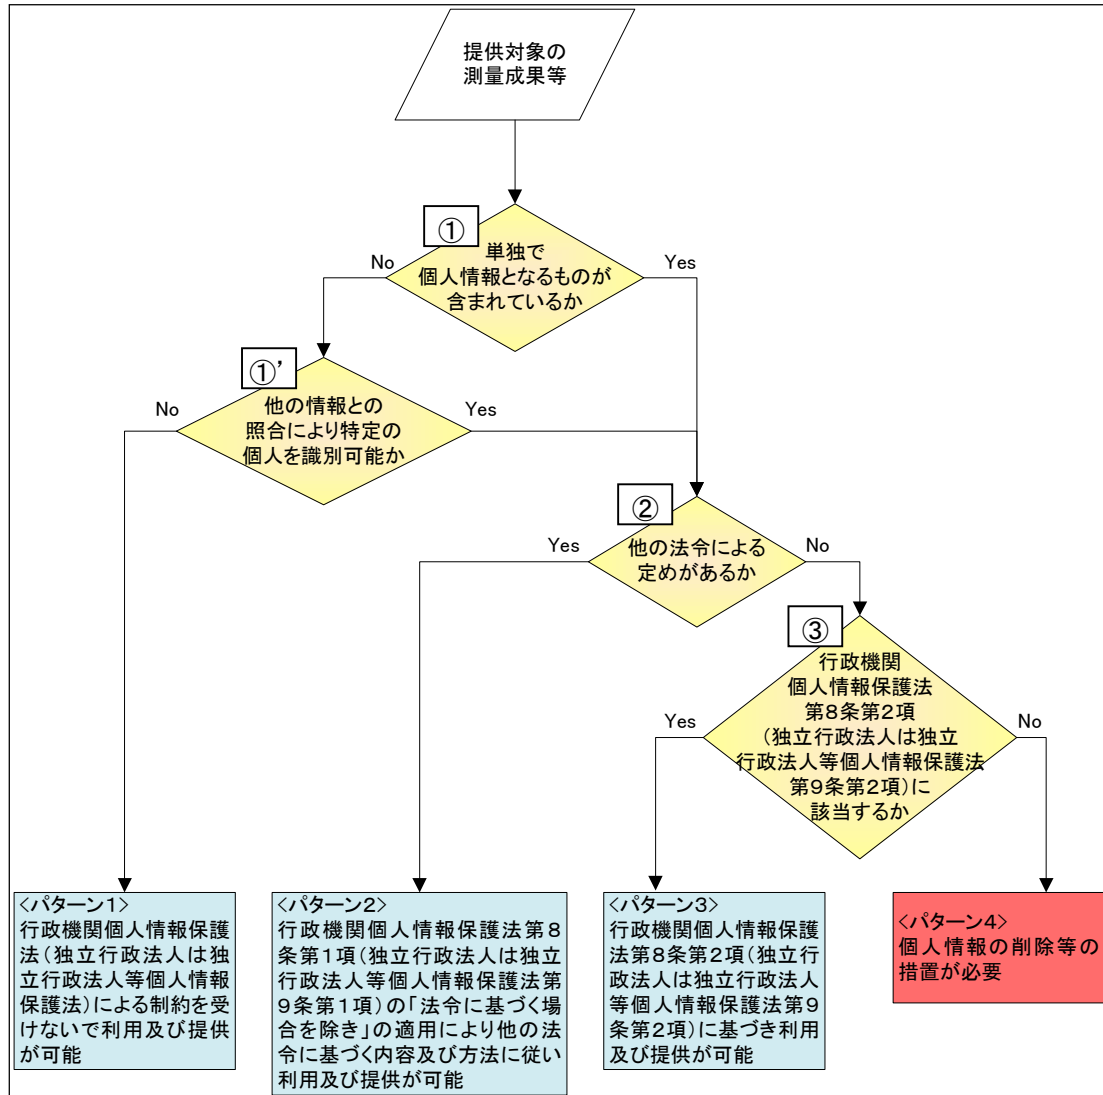 提供対象の
測量成果等
①
単独で
個人情報となるものが
含まれているか
No
Yes
①’
他の情報との
照合により特定の
個人を識別可能か
No
Yes
②
他の法令による
定めがあるか
Yes
No
③
行政機関
個人情報保護法
第8条第2項
(独立行政法人は独立
行政法人等個人情報保護法
第9条第2項)に
該当するか
Yes
No
<パターン1>
行政機関個人情報保護
法(独立行政法人は独
立行政法人等個人情報
保護法)による制約を受
けないで利用及び提供
が可能
<パターン2>
行政機関個人情報保護法第8
条第1項(独立行政法人は独立
行政法人等個人情報保護法第
9条第1項)の「法令に基づく場
合を除き」の適用により他の法
令に基づく内容及び方法に従い
利用及び提供が可能
<パターン3>
行政機関個人情報保護
法第8条第2項(独立行
政法人は独立行政法人
等個人情報保護法第9
条第2項)に基づき利用
及び提供が可能
<パターン4>
個人情報の削除等の
措置が必要